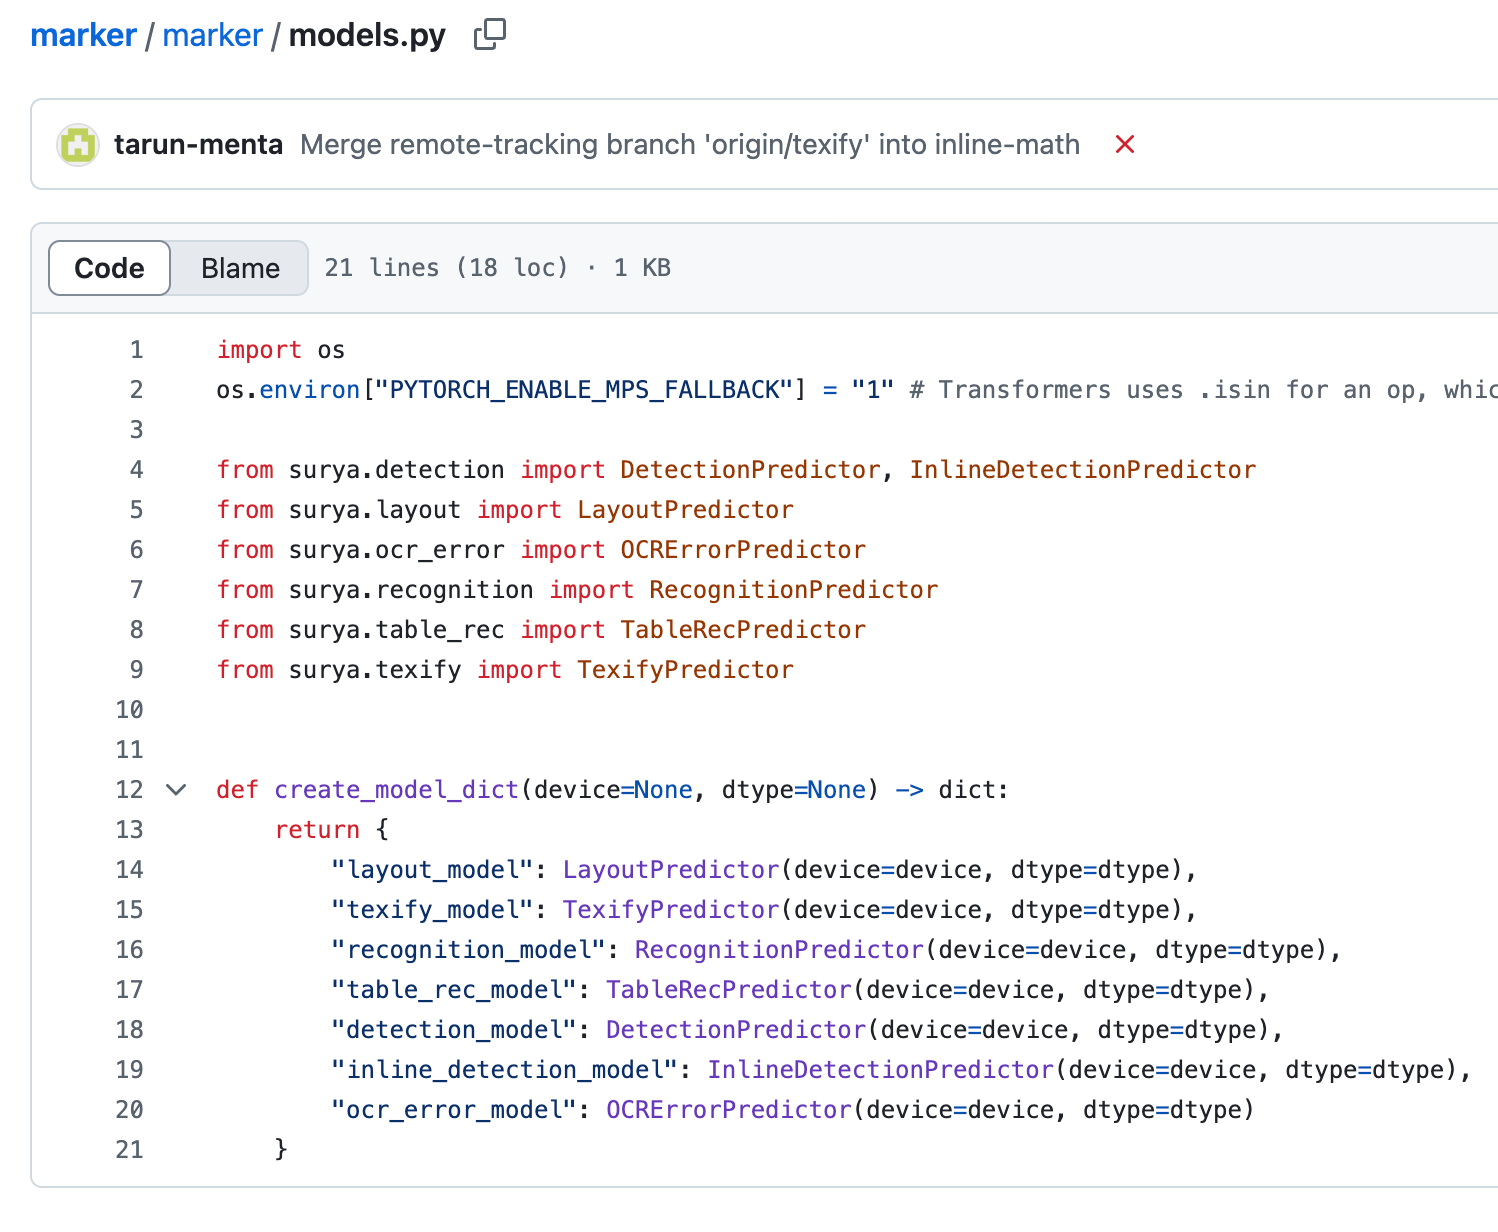 marker / marker / models.py
tarun-menta Merge remote-tracking branch 'origin/texify' into inline-math
Code Blame 21 lines (18 loc) · 1 KB
1 import os
2 os.environ["PYTORCH_ENABLE_MPS_FALLBACK"] = "1" # Transformers uses .isin for an op, whic
3
4 from surya.detection import DetectionPredictor, InlineDetectionPredictor
5 from surya.layout import LayoutPredictor
6 from surya.ocr_error import OCRErrorPredictor
7 from surya.recognition import RecognitionPredictor
8 from surya.table_rec import TableRecPredictor
9 from surya.texify import TexifyPredictor
10
11
12 def create_model_dict(device=None, dtype=None) -> dict:
13     return {
14         "layout_model": LayoutPredictor(device=device, dtype=dtype),
15         "texify_model": TexifyPredictor(device=device, dtype=dtype),
16         "recognition_model": RecognitionPredictor(device=device, dtype=dtype),
17         "table_rec_model": TableRecPredictor(device=device, dtype=dtype),
18         "detection_model": DetectionPredictor(device=device, dtype=dtype),
19         "inline_detection_model": InlineDetectionPredictor(device=device, dtype=dtype),
20         "ocr_error_model": OCRErrorPredictor(device=device, dtype=dtype)
21     }